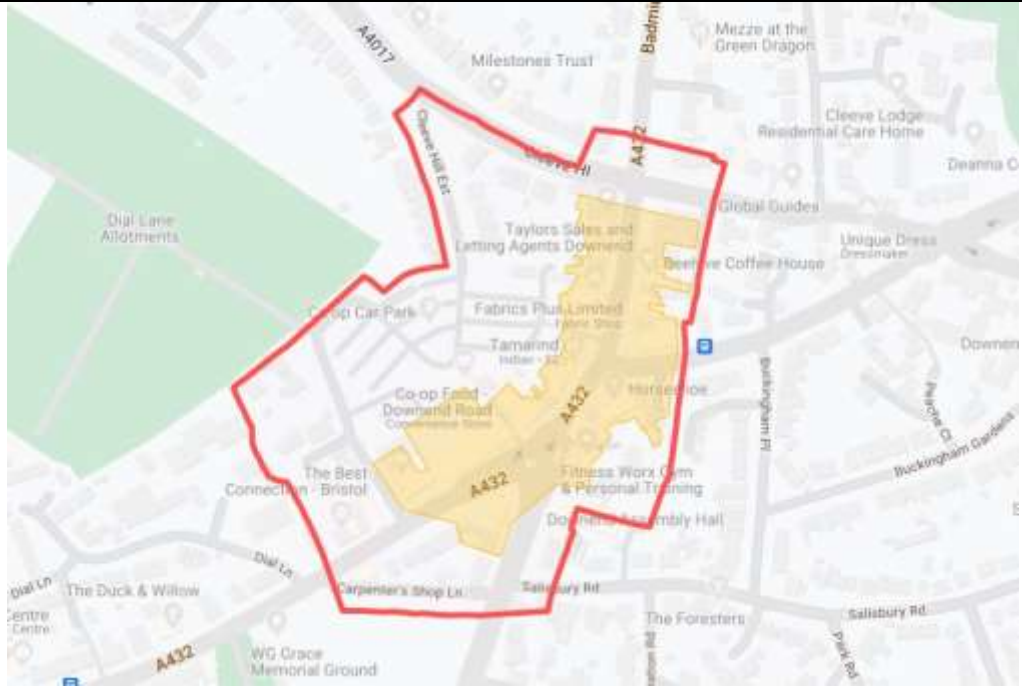 A4017
Badmi
Mezze at the
Green Dragon
Milestones Trust
Cleeve Lodge
Residential Care Home
A432
Cleeve Hill Ext
Cleeve Hl
Deanna C
Dial Lane
Allotments
Global Guides
Taylors Sales and
Letting Agents Downend
Unique Dress
Dressmaker
Beehive Coffee House
Co-op Car Park
Fabrics Plus Limited
Fabric Shop
Tamarind
Indian
Downen
Horseshoe
Buckingham Pl
Peache Ct
Co-op Food -
Downend Road
Convenience Store
A432
Buckingham Gardens
The Best
Connection - Bristol
A432
Fitness Worx Gym
& Personal Training
Downend Assembly Hall
Dial Ln
Dial Ln
The Duck & Willow
Carpenter's Shop Ln
Salisbury Rd
Salisbury Rd
Centre
Centre
The Foresters
Park Rd
WG Grace
Memorial Ground
A432